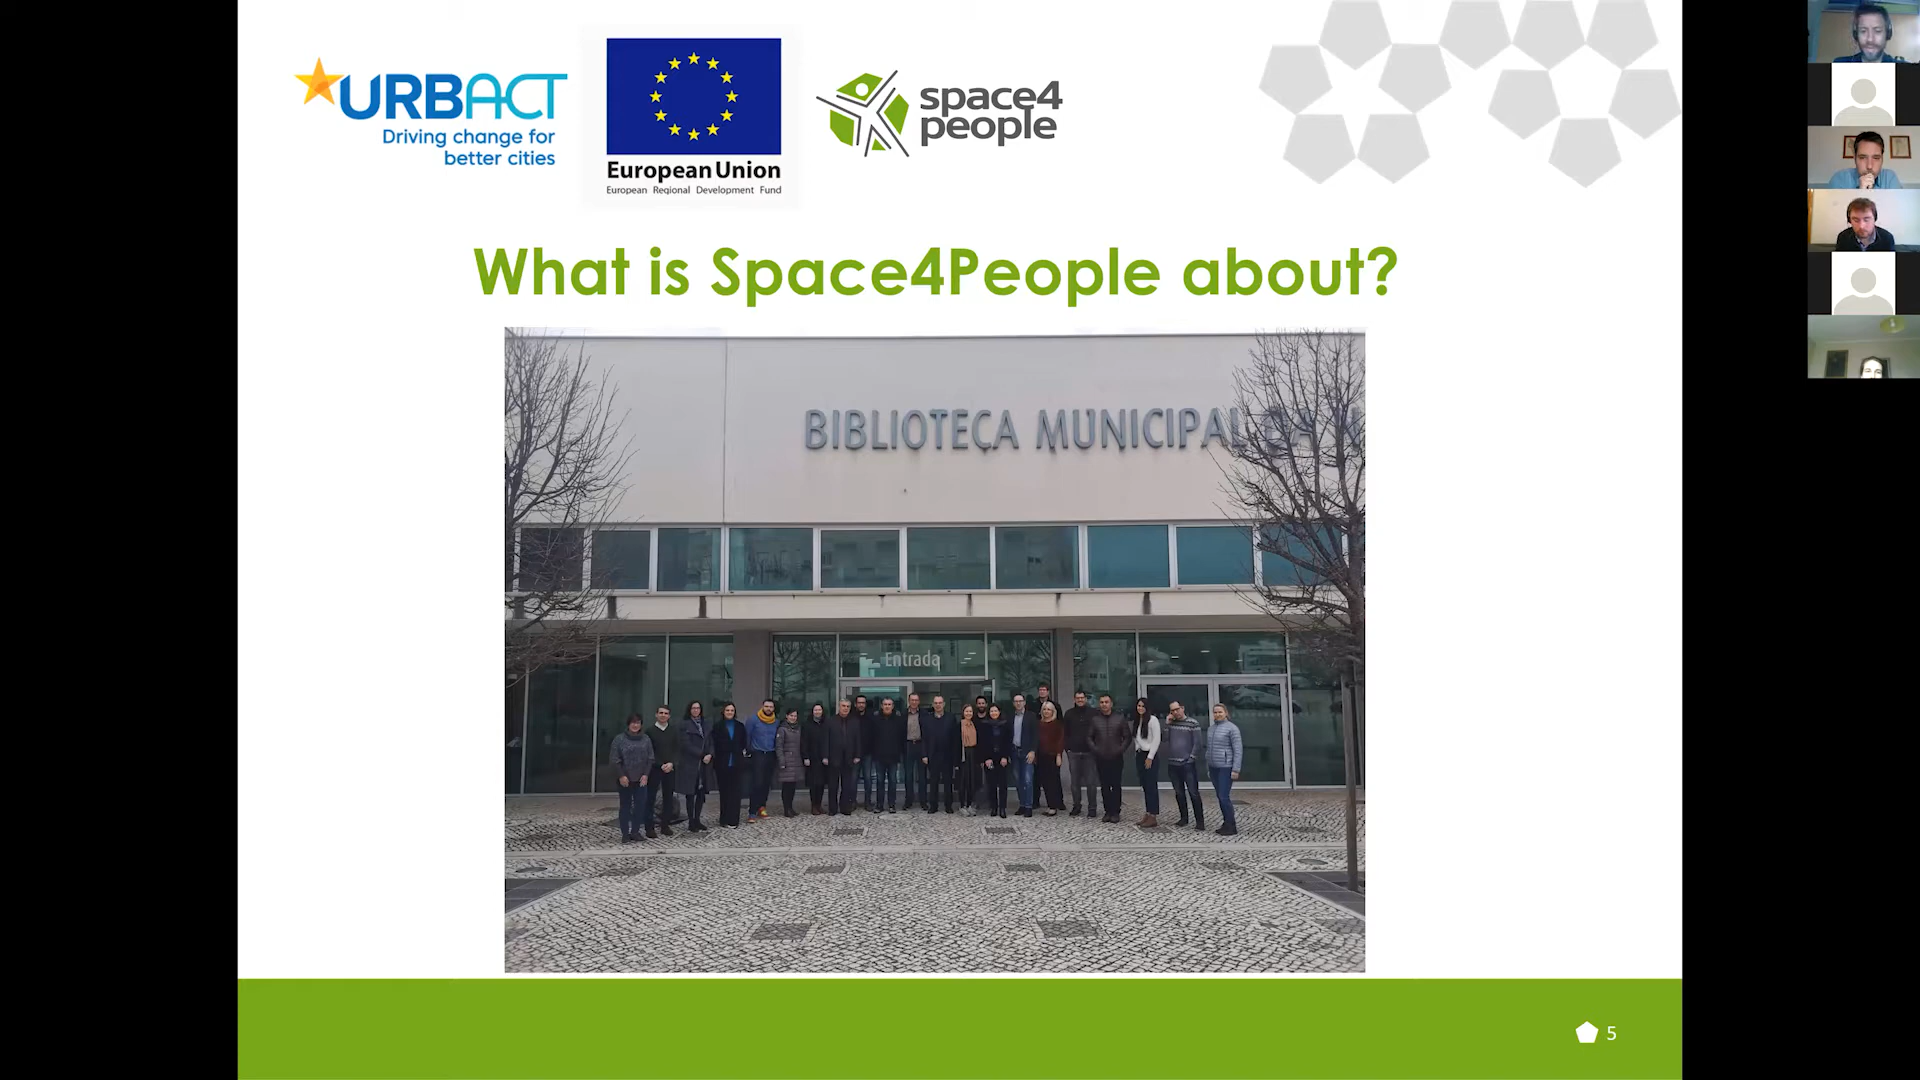 URBACT
Driving change for
better cities
European Union
European Regional Development Fund
space4
people
What is Space4People about?
BIBLIOTECA MUNICIPAL
Entrada
5